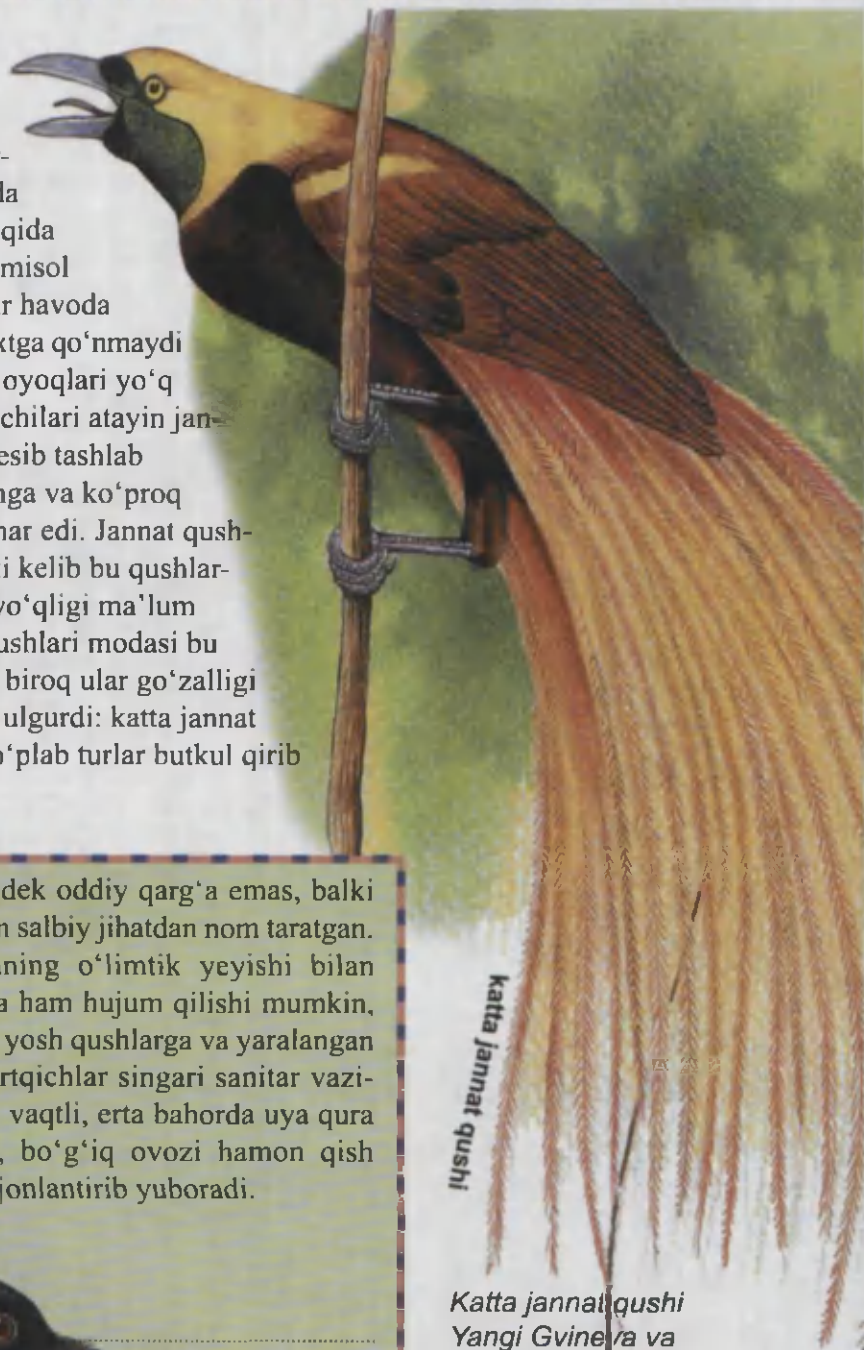 da
qida
misol
r havoda
xtga qo‘nmaydi
oyoqlari yo‘q
chilari atayin jan-
esib tashlab
nga va ko‘proq
nar edi. Jannat qush-
i kelib bu qushlar-
yo‘qligi ma’lum
ushlari modasi bu
biroq ular go‘zalligi
ulgurdi: katta jannat
o‘plab turlar butkul qirib
dek oddiy qarg‘a emas, balki
n salbiy jihatdan nom taratgan.
ning o‘limtik yeyishi bilan
a ham hujum qilishi mumkin,
yosh qushlarga va yaralangan
rtqichlar singari sanitar vazi-
vaqtli, erta bahorda uya qura
, bo‘g‘iq ovozi hamon qish
jonlantirib yuboradi.
katta jannat qushi
Katta jannat qushi
Yangi Gvineya va